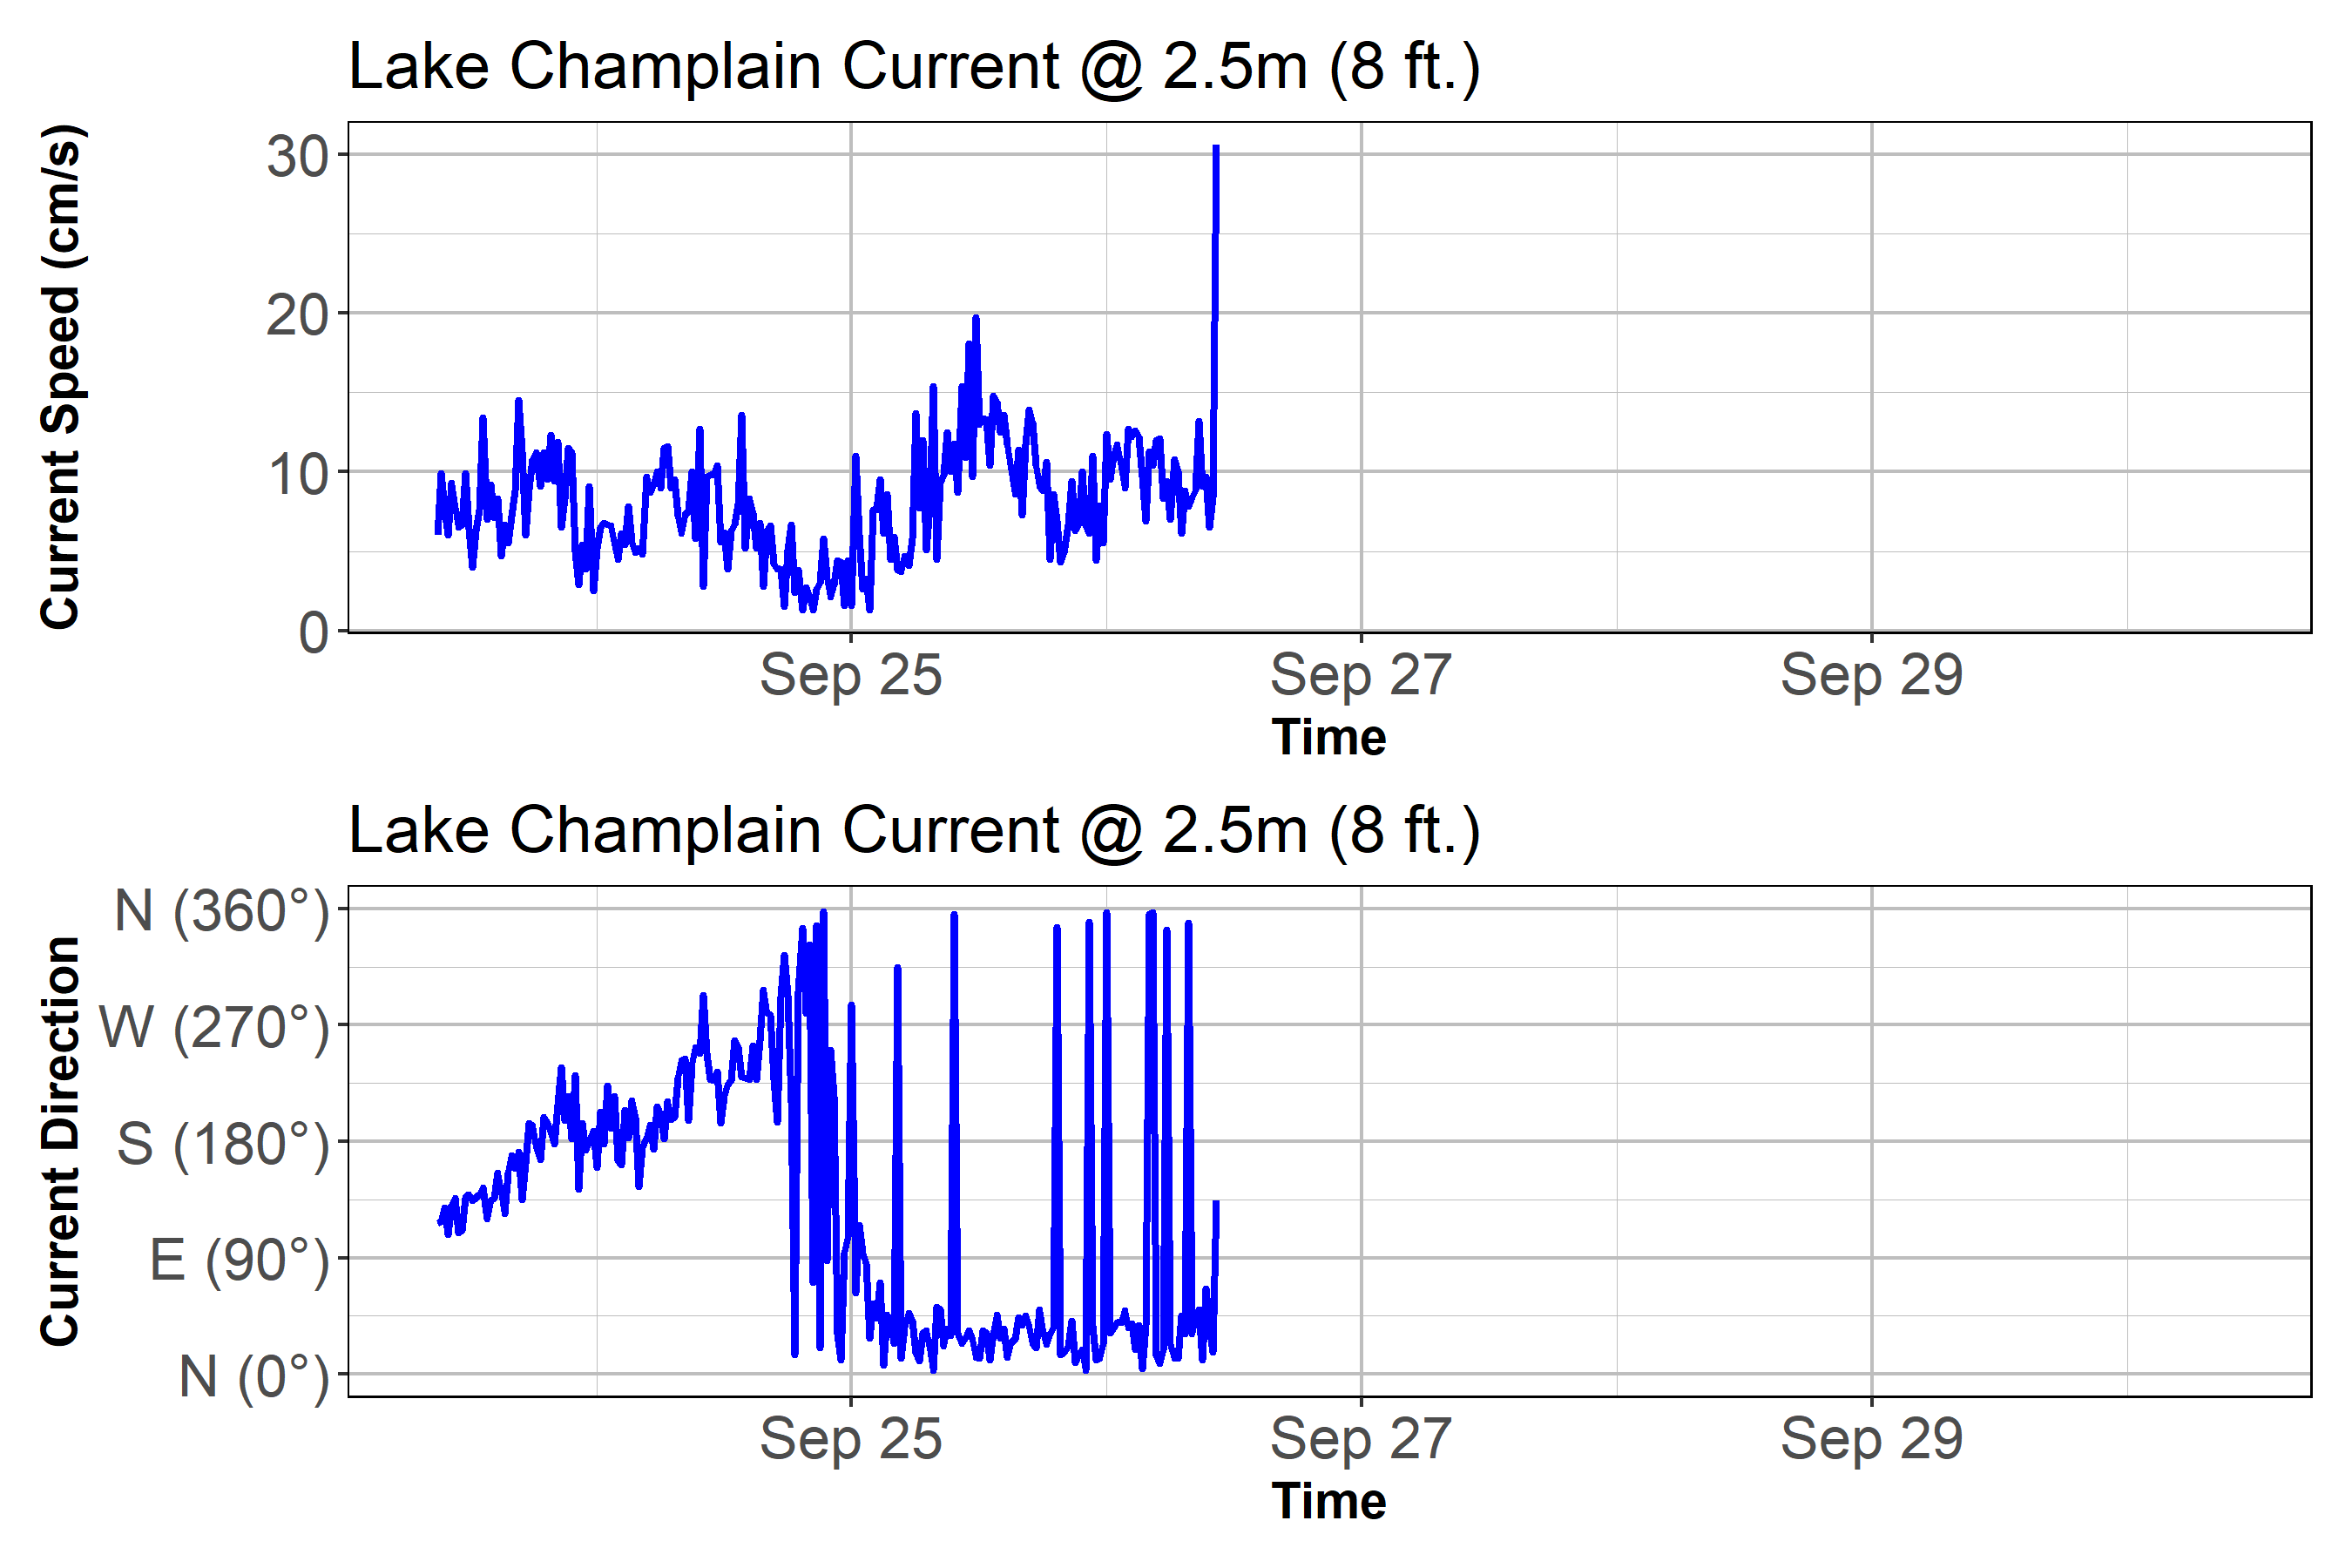 Lake Champlain Current @ 2.5m (8 ft.)
Current Speed (cm/s)
30
20
10
0
Sep 25 Sep 27 Sep 29
Time
Lake Champlain Current @ 2.5m (8 ft.)
Current Direction
N (360°)
W (270°)
S (180°)
E (90°)
N (0°)
Sep 25 Sep 27 Sep 29
Time